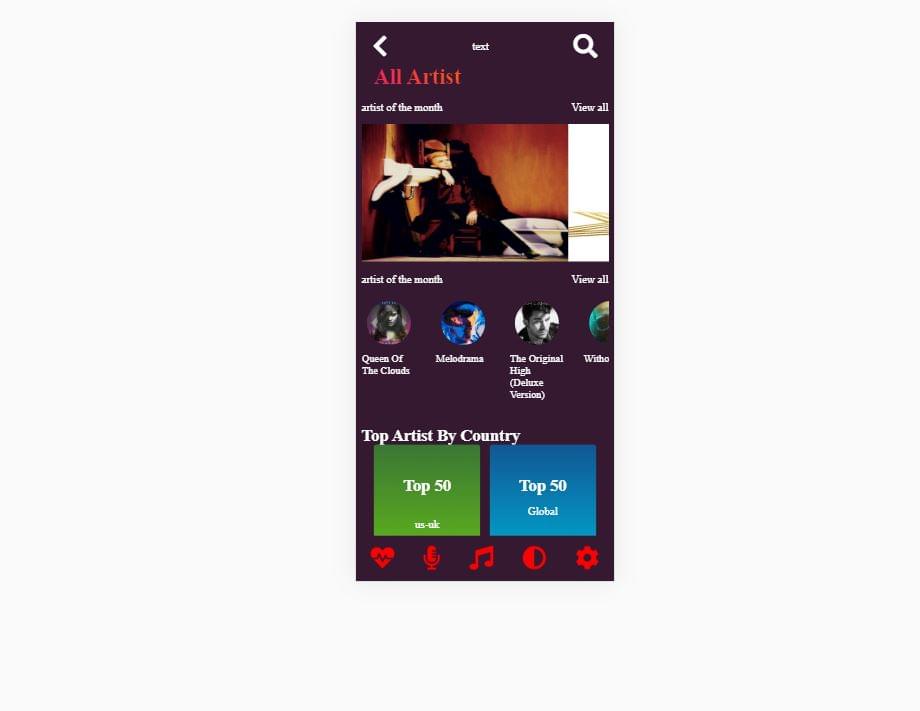 text
All Artist
artist of the month View all
artist of the month View all
Queen Of
The Clouds
Melodrama
The Original
High
(Deluxe
Version)
Witho
Top Artist By Country
Top 50
us-uk
Top 50
Global